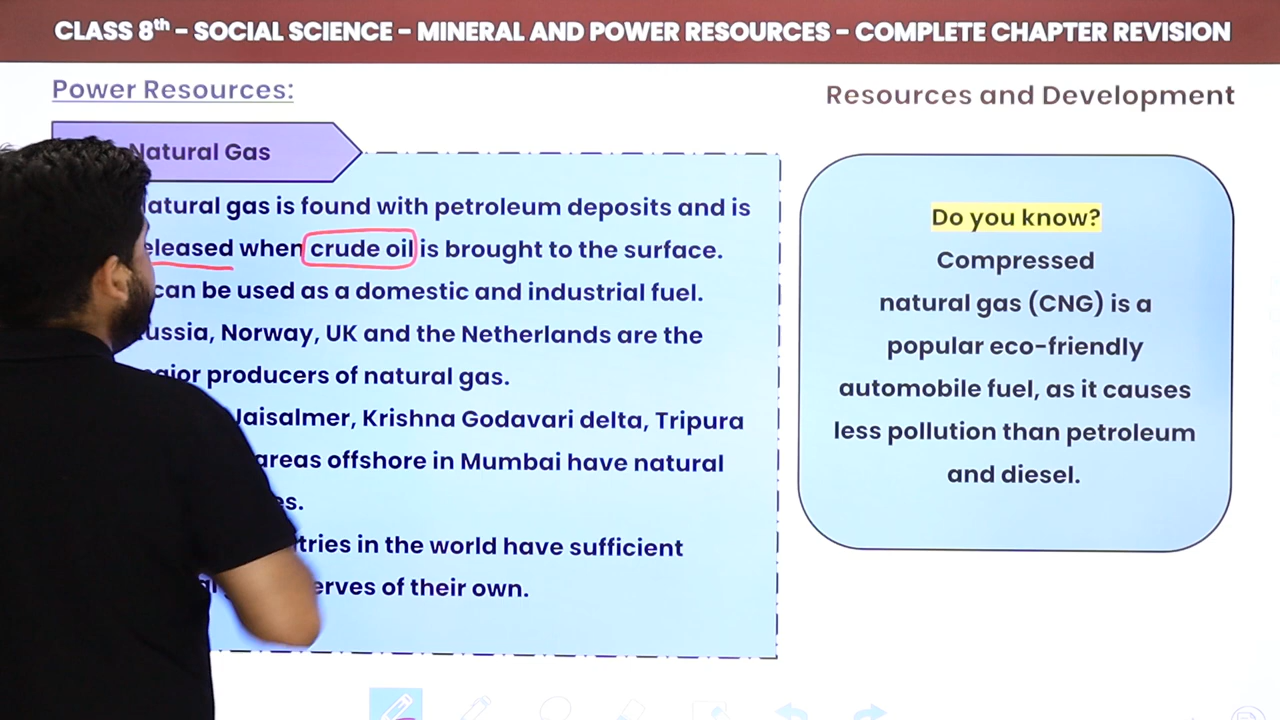 CLASS 8th - SOCIAL SCIENCE - MINERAL AND POWER RESOURCES - COMPLETE CHAPTER REVISION
Power Resources:
Resources and Development
Natural Gas
atural gas is found with petroleum deposits and is
eleased when crude oil is brought to the surface.
can be used as a domestic and industrial fuel.
ussia, Norway, UK and the Netherlands are the
ajor producers of natural gas.
Jaisalmer, Krishna Godavari delta, Tripura
areas offshore in Mumbai have natural
es.
tries in the world have sufficient
erves of their own.
Do you know?
Compressed
natural gas (CNG) is a
popular eco-friendly
automobile fuel, as it causes
less pollution than petroleum
and diesel.